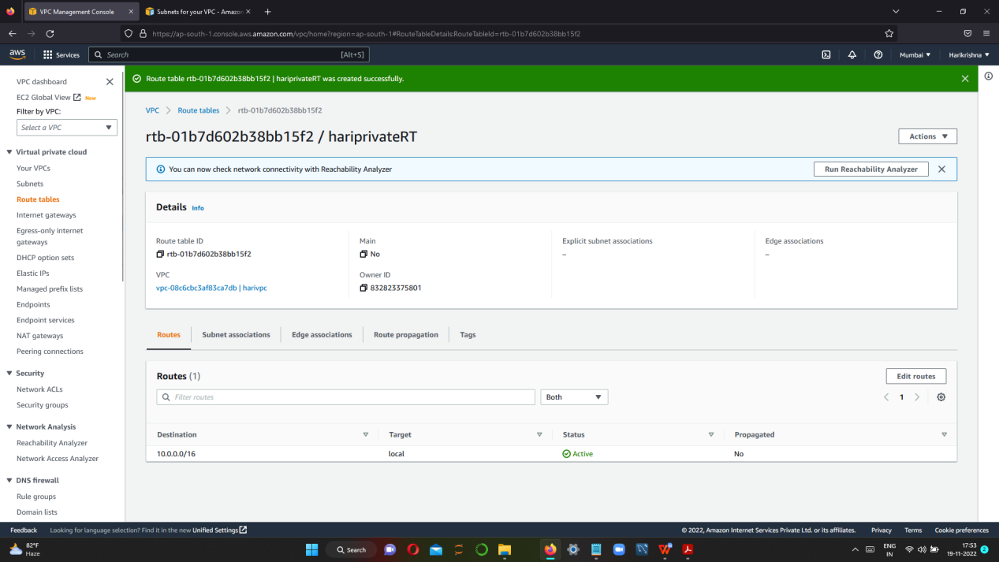 VPC Management Console
Subnets for your VPC - Amazon
https://ap-south-1.console.aws.amazon.com/vpc/home?region=ap-south-1#RouteTableDetails:RouteTableId=rtb-01b7d602b38bb15f2
aws Services Search [Alt+S] Mumbai Harikrishna
VPC dashboard
EC2 Global View New
Filter by VPC:
Select a VPC
Virtual private cloud
Your VPCs
Subnets
Route tables
Internet gateways
Egress-only internet
gateways
DHCP option sets
Elastic IPs
Managed prefix lists
Endpoints
Endpoint services
NAT gateways
Peering connections
Security
Network ACLs
Security groups
Network Analysis
Reachability Analyzer
Network Access Analyzer
DNS firewall
Rule groups
Domain lists
Route table rtb-01b7d602b38bb15f2 | hariprivateRT was created successfully.
VPC Route tables rtb-01b7d602b38bb15f2
rtb-01b7d602b38bb15f2 / hariprivateRT
Actions
You can now check network connectivity with Reachability Analyzer
Run Reachability Analyzer
Details Info
Route table ID
rtb-01b7d602b38bb15f2
Main
No
Explicit subnet associations
–
Edge associations
–
VPC
vpc-08c6cbc3af83ca7db | harivpc
Owner ID
832823375801
Routes Subnet associations Edge associations Route propagation Tags
Routes (1)
Edit routes
Filter routes
Both
1
Destination Target Status Propagated
10.0.0.0/16 local Active No
Feedback Looking for language selection? Find it in the new Unified Settings
© 2022, Amazon Internet Services Private Ltd. or its affiliates. Privacy Terms Cookie preferences
82°F
Haze
Search
ENG
IN
17:53
19-11-2022
2